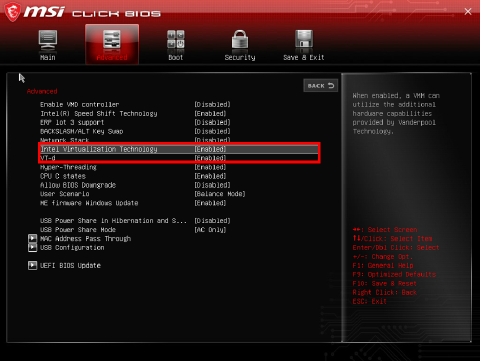 msi CLICK BIOS
×
Main
Advanced
Boot
Security
Save & Exit
BACK
Advanced
Enable VMD controller [Disabled]
Intel(R) Speed Shift Technology [Enabled]
ERP lot 3 support [Disabled]
BACKSLASH/ALT Key Swap [Disabled]
Network Stack [Disabled]
Intel Virtualization Technology [Enabled]
VT-d [Enabled]
Hyper-Threading [Enabled]
CPU C states [Enabled]
Allow BIOS Downgrade [Disabled]
User Scenario [Balance Mode]
ME firmware Windows Update [Enabled]
USB Power Share in Hibernation and S... [Disabled]
USB Power Share Mode [AC Only]
MAC Address Pass Through
USB Configuration
UEFI BIOS Update
When enabled, a VMM can
utilize the additional
hardware capabilities
provided by Vanderpool
Technology.
→←: Select Screen
↑↓/Click: Select Item
Enter/Dbl Click: Select
+/-: Change Opt.
F1: General Help
F9: Optimized Defaults
F10: Save & Reset
Right Click: Back
ESC: Exit